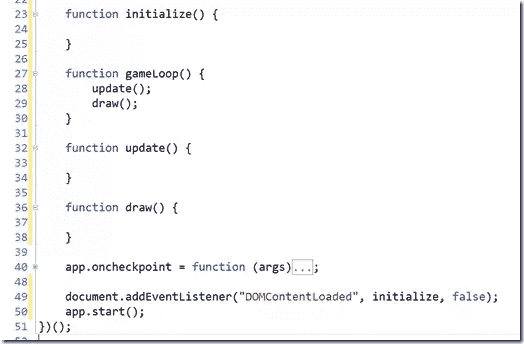 22
23 function initialize() {
24
25 }
26
27 function gameLoop() {
28 update();
29 draw();
30 }
31
32 function update() {
33
34 }
35
36 function draw() {
37
38 }
39
40 app.oncheckpoint = function (args)...;
48
49 document.addEventListener("DOMContentLoaded", initialize, false);
50 app.start();
51 })();
52